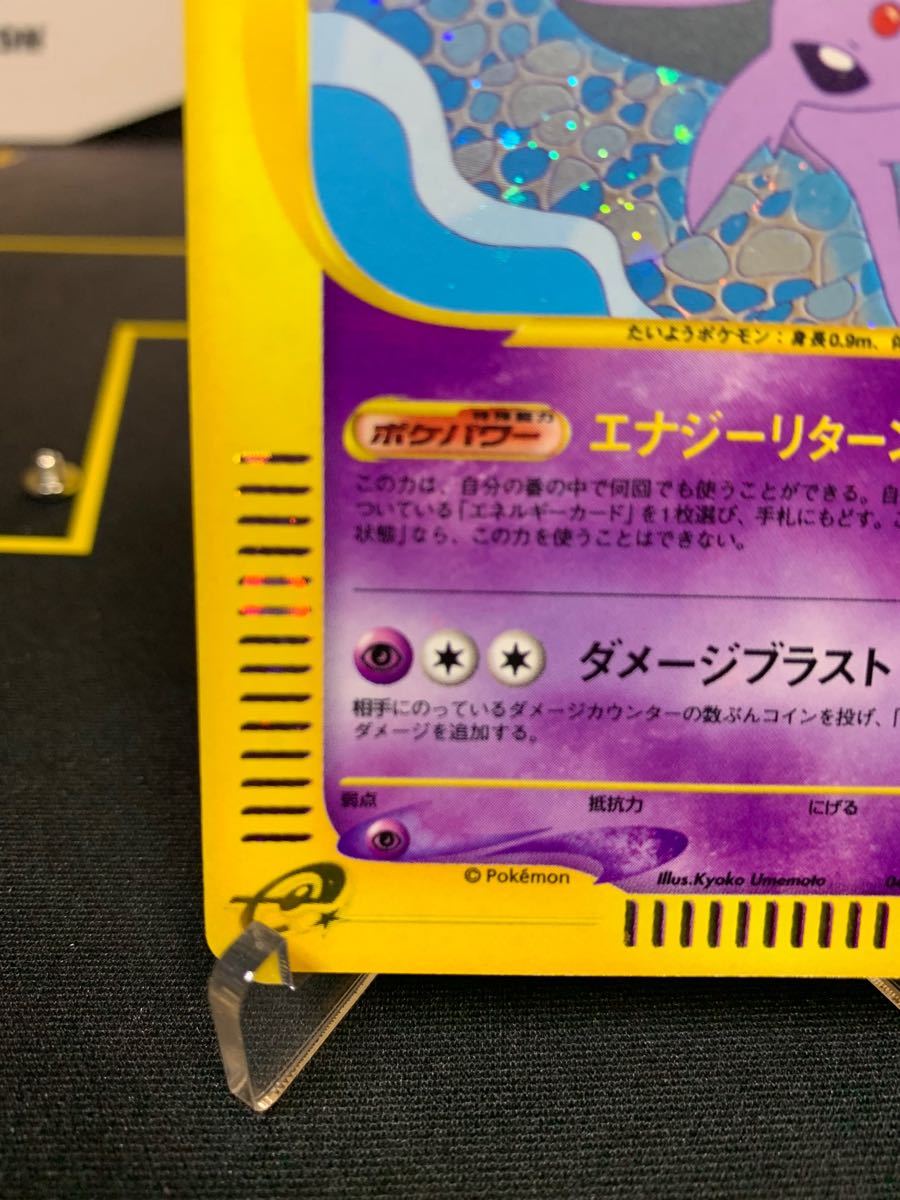 たいようポケモン：身長0.9m、
特殊能力
ポケパワー
エナジーリターン
この力は、自分の番の中で何回でも使うことができる。自
ついている「エネルギーカード」を1枚選び、手札にもどす。こ
状態」なら、この力を使うことはできない。
ダメージブラスト
相手にのっているダメージカウンターの数ぶんコインを投げ、「
ダメージを追加する。
弱点 抵抗力 にげる
© Pokémon Illus.Kyoko Umemoto
e